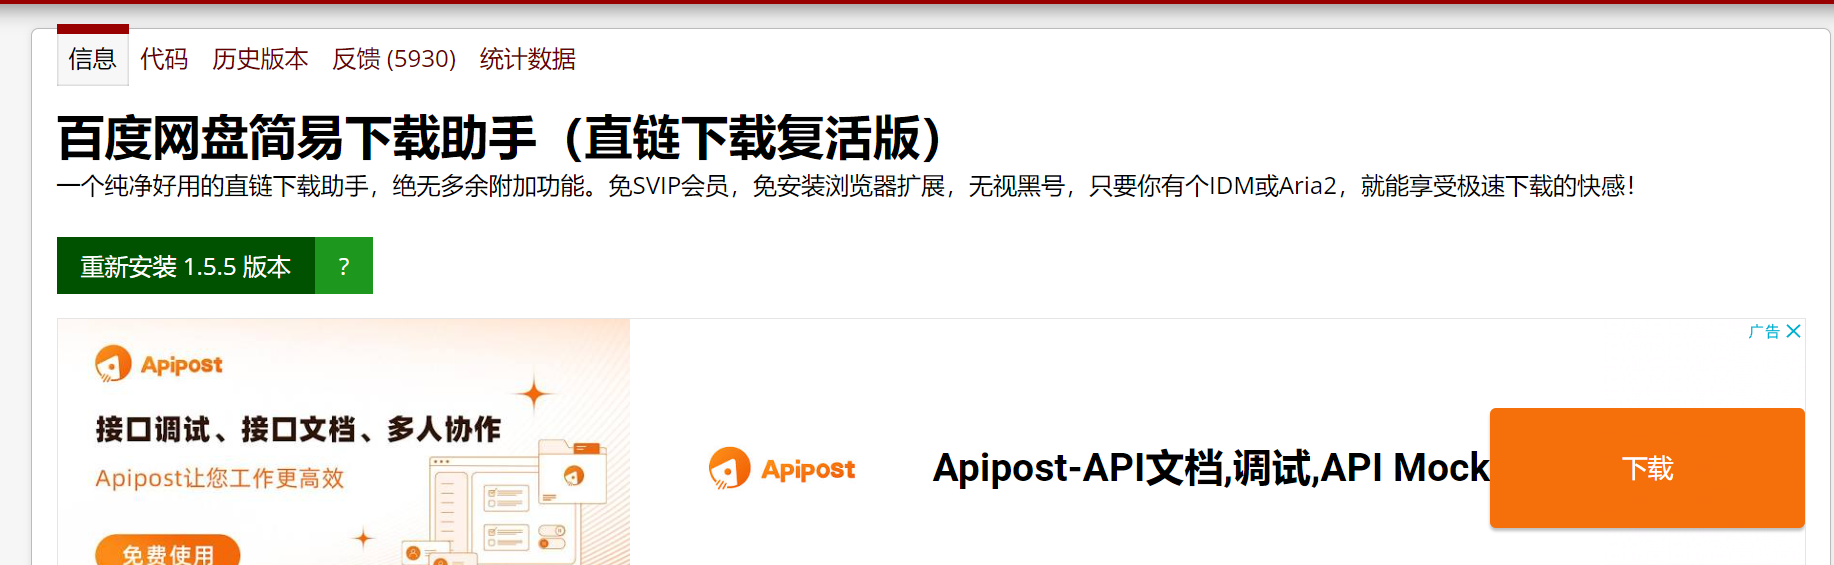 信息 代码 历史版本 反馈 (5930) 统计数据
百度网盘简易下载助手（直链下载复活版）
一个纯净好用的直链下载助手，绝无多余附加功能。免SVIP会员，免安装浏览器扩展，无视黑号，只要你有个IDM或Aria2，就能享受极速下载的快感！
重新安装 1.5.5 版本 ?
广告
Apipost
接口调试、接口文档、多人协作
Apipost让您工作更高效
免费使用
Apipost
Apipost-API文档,调试,API Mock
下载